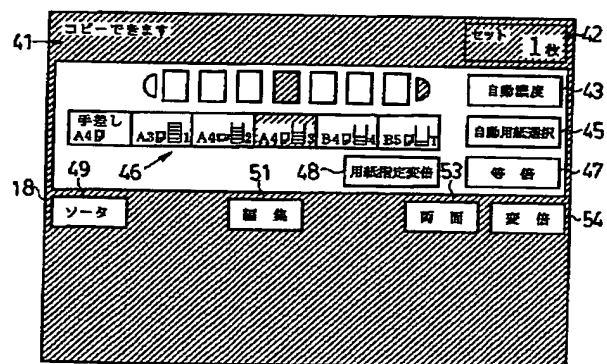 41
コピーできます
セット
1枚
42
自動濃度
43
手差し
A4
A3 1
A4 2
A4 3
B4 4
B5 T
自動用紙選択
45
46
48
用紙指定変倍
等倍
47
49
51
53
18
ソータ
編集
両面
変倍
54